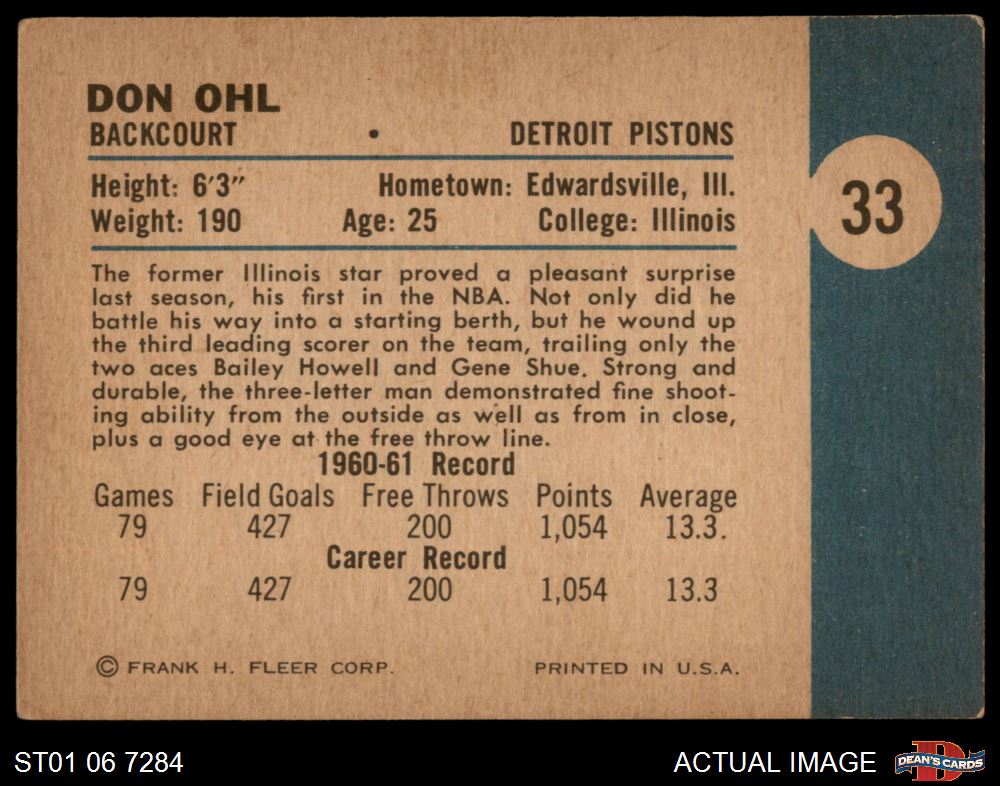 DON OHL
BACKCOURT • DETROIT PISTONS
Height: 6'3" Hometown: Edwardsville, Ill.
Weight: 190 Age: 25 College: Illinois
33
The former Illinois star proved a pleasant surprise
last season, his first in the NBA. Not only did he
battle his way into a starting berth, but he wound up
the third leading scorer on the team, trailing only the
two aces Bailey Howell and Gene Shue. Strong and
durable, the three-letter man demonstrated fine shoot-
ing ability from the outside as well as from in close,
plus a good eye at the free throw line.
1960-61 Record
Games Field Goals Free Throws Points Average
79 427 200 1,054 13.3.
Career Record
79 427 200 1,054 13.3
© FRANK H. FLEER CORP. PRINTED IN U.S.A.
ST01 06 7284 ACTUAL IMAGE D DEAN'S CARDS